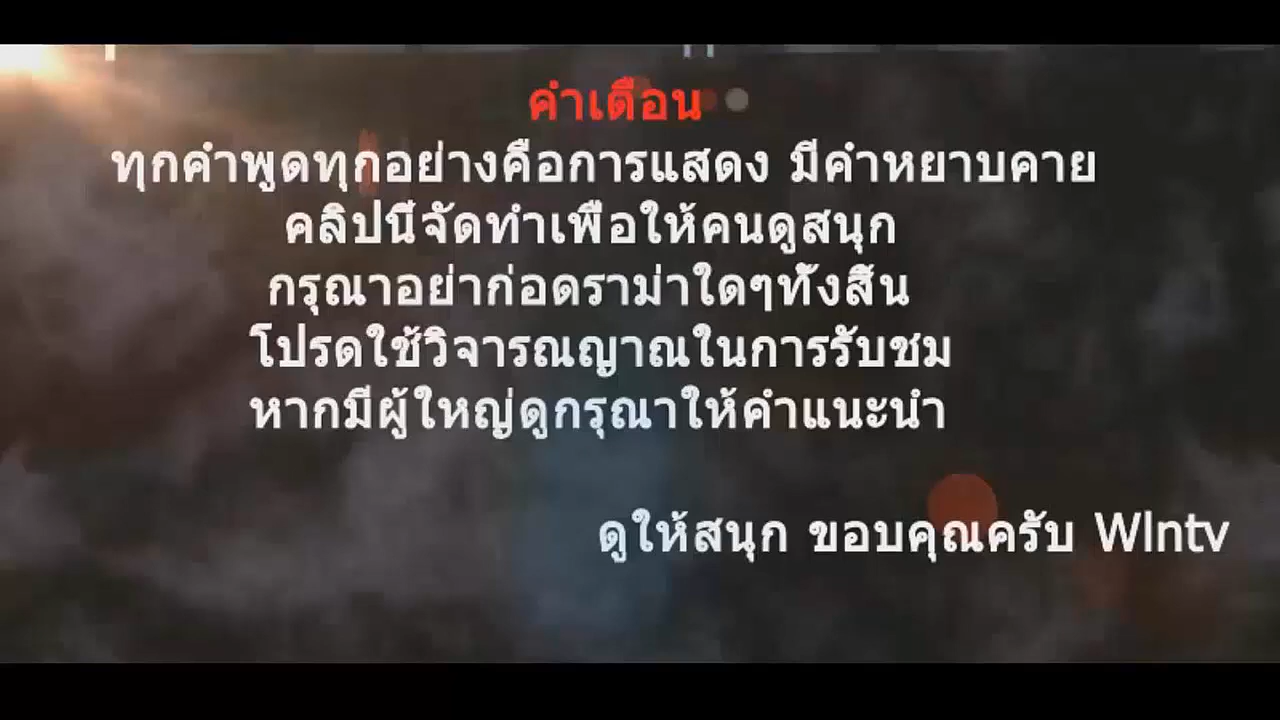 คำเตือน
ทุกคำพูดทุกอย่างคือการแสดง มีคำหยาบคาย
คลิปนี้จัดทำเพื่อให้คนดูสนุก
กรุณาอย่าก่อดราม่าใดๆทั้งสิ้น
โปรดใช้วิจารณญาณในการรับชม
หากมีผู้ใหญ่ดูกรุณาให้คำแนะนำ
ดูให้สนุก ขอบคุณครับ Wlntv